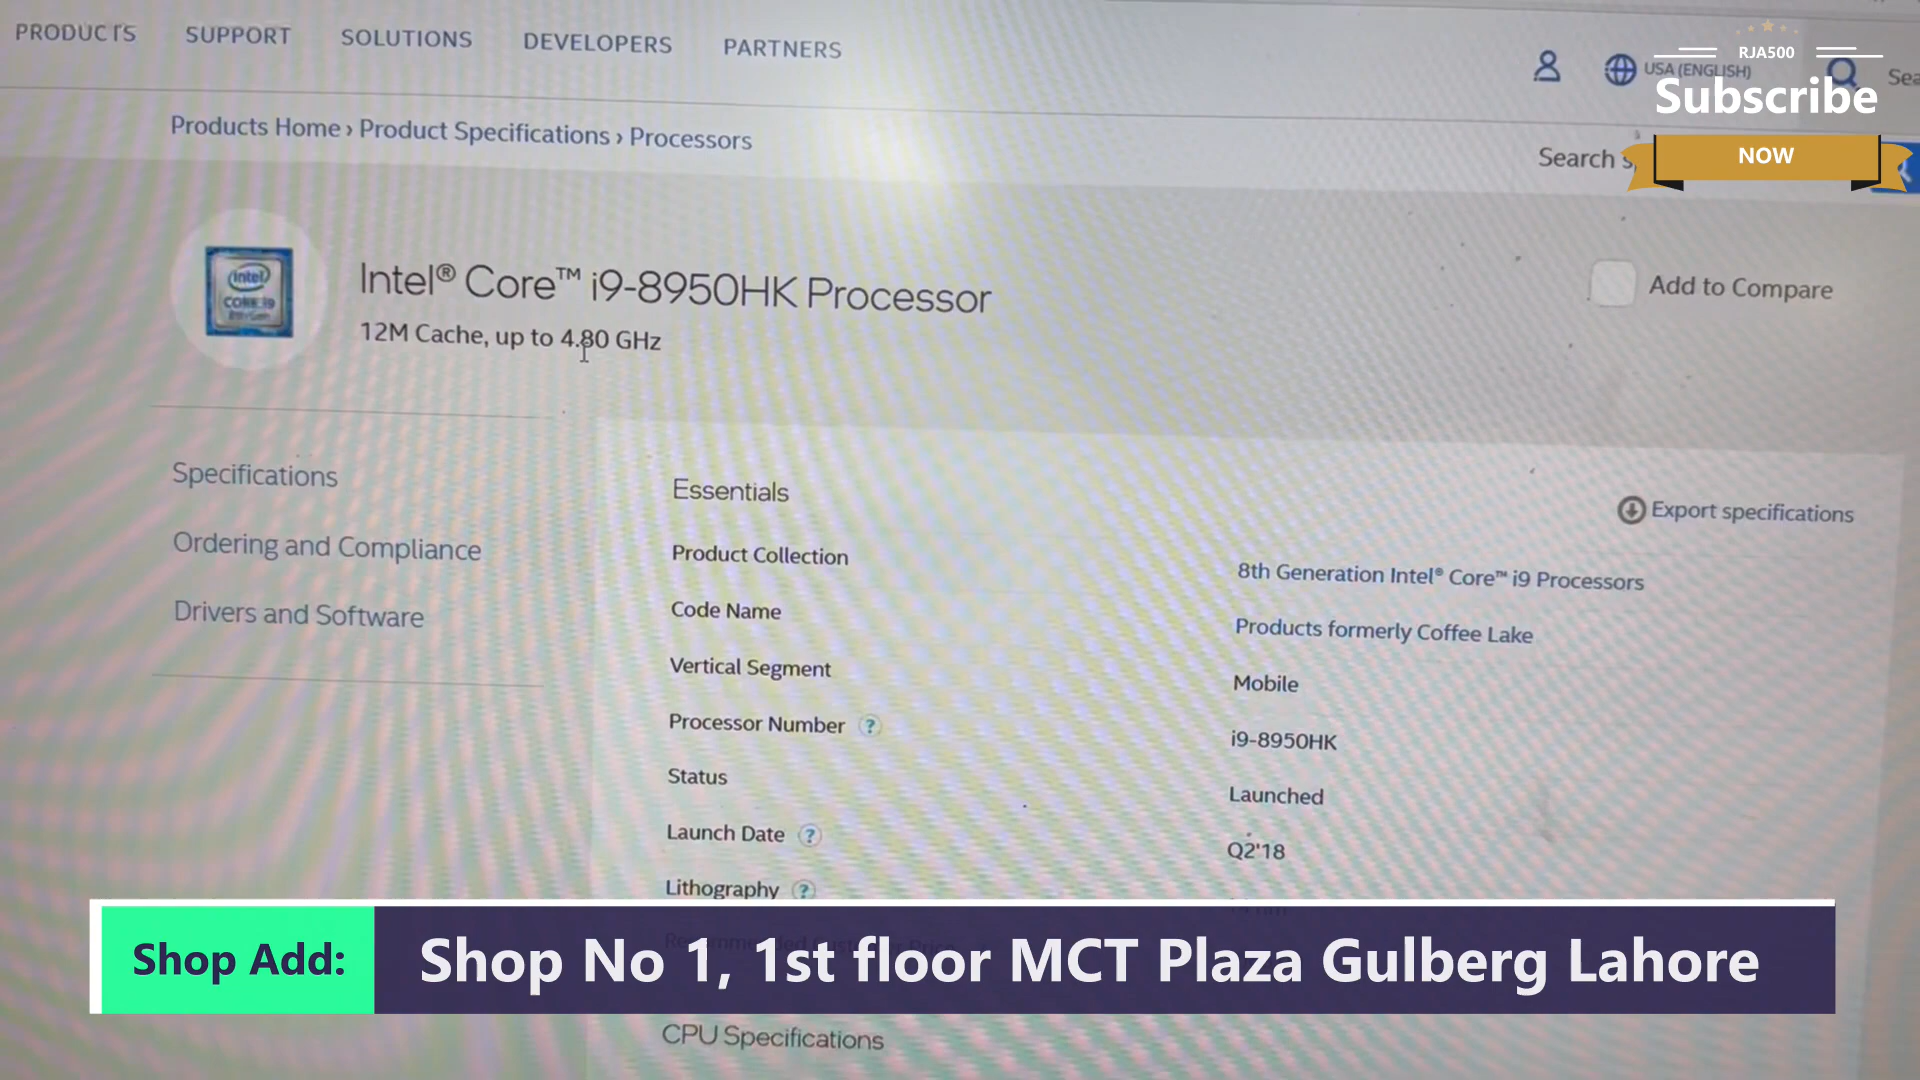 PRODUCTS SUPPORT SOLUTIONS DEVELOPERS PARTNERS
RJA500
USA (ENGLISH)
Subscribe
NOW
Products Home › Product Specifications › Processors
Search
intel
CORE i9
Intel® Core™ i9-8950HK Processor
12M Cache, up to 4.80 GHz
Add to Compare
Specifications
Ordering and Compliance
Drivers and Software
Essentials
Export specifications
Product Collection 8th Generation Intel® Core™ i9 Processors
Code Name Products formerly Coffee Lake
Vertical Segment Mobile
Processor Number ? i9-8950HK
Status Launched
Launch Date ? Q2'18
Lithography ?
Shop Add: Shop No 1, 1st floor MCT Plaza Gulberg Lahore
CPU Specifications